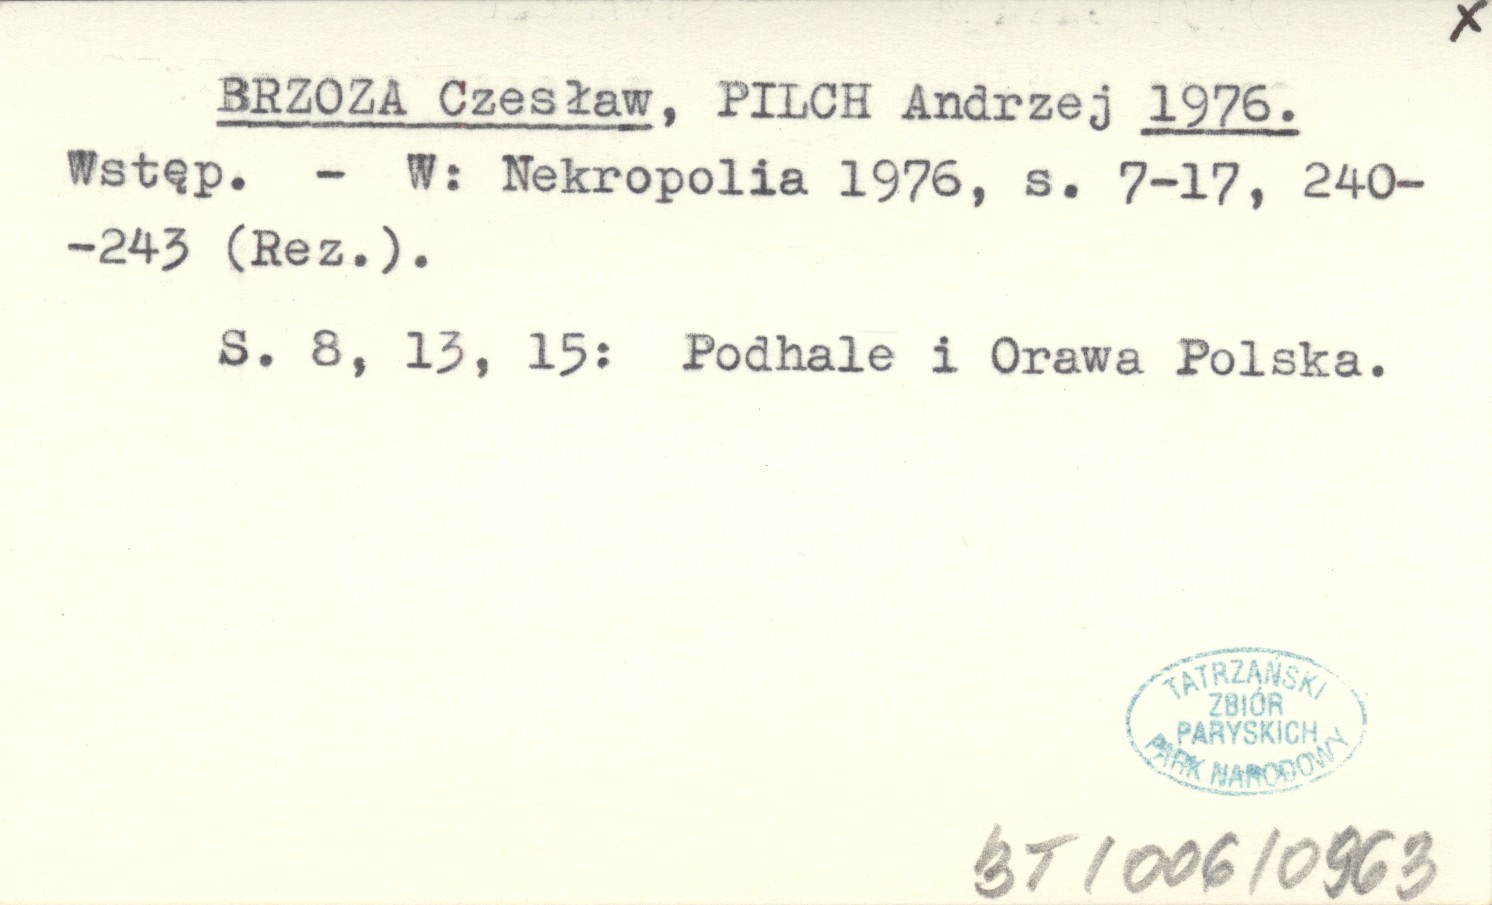 x
BRZOZA Czesław, PILCH Andrzej 1976.
Wstęp. - W: Nekropolia 1976, s. 7-17, 240-
-243 (Rez.).
S. 8, 13, 15: Podhale i Orawa Polska.
TATRZAŃSKI
ZBIÓR
PARYSKICH
PARK NARODOWY
BT/006/0963